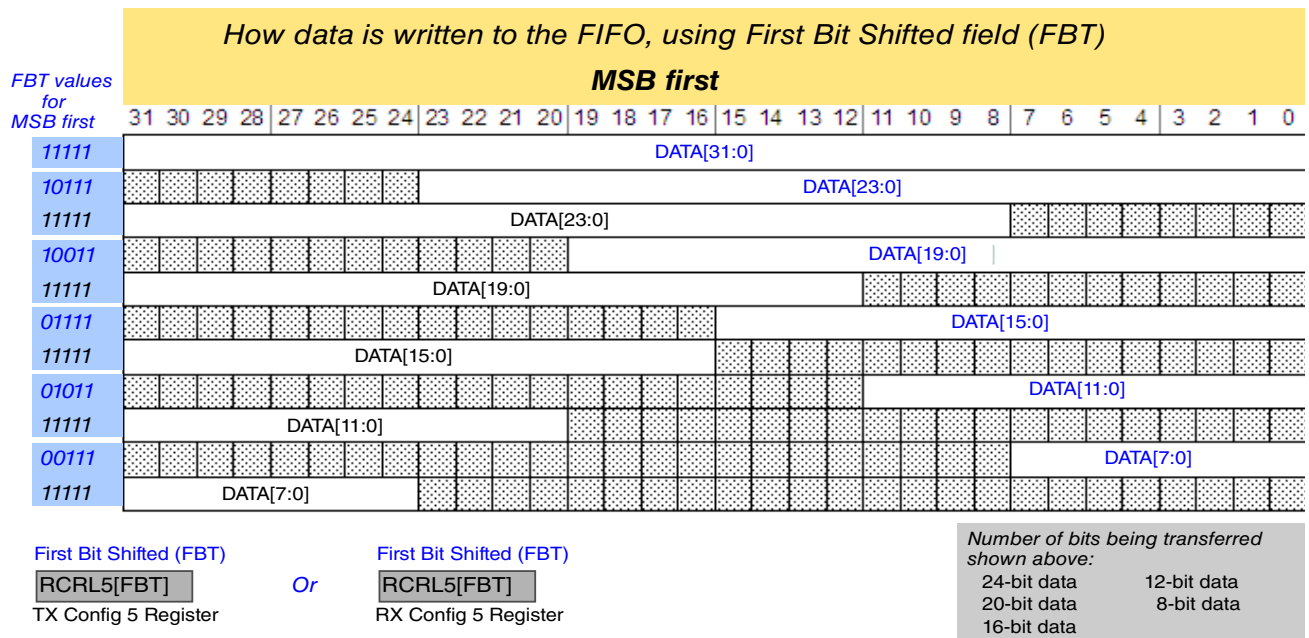 How data is written to the FIFO, using First Bit Shifted field (FBT)
MSB first
FBT values
for
MSB first
31 30 29 28 27 26 25 24 23 22 21 20 19 18 17 16 15 14 13 12 11 10 9 8 7 6 5 4 3 2 1 0
11111 DATA[31:0]
10111 DATA[23:0]
11111 DATA[23:0]
10011 DATA[19:0]
11111 DATA[19:0]
01111 DATA[15:0]
11111 DATA[15:0]
01011 DATA[11:0]
11111 DATA[11:0]
00111 DATA[7:0]
11111 DATA[7:0]
First Bit Shifted (FBT) First Bit Shifted (FBT)
RCRL5[FBT] Or RCRL5[FBT]
TX Config 5 Register RX Config 5 Register
Number of bits being transferred
shown above:
24-bit data 12-bit data
20-bit data 8-bit data
16-bit data